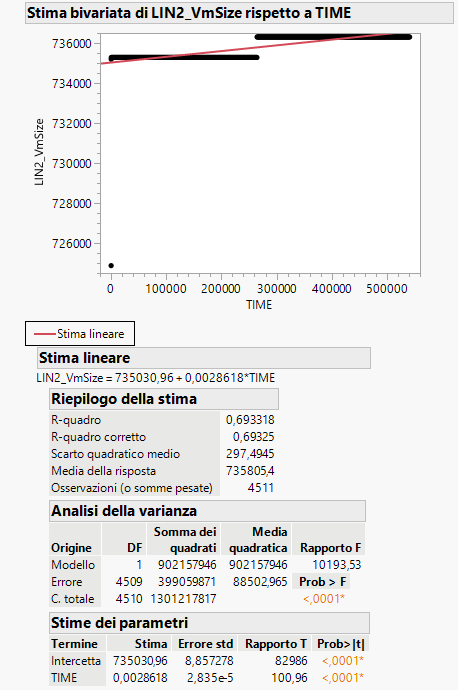 Stima bivariata di LIN2_VmSize rispetto a TIME
736000
734000
732000
730000
728000
726000
LIN2_VmSize
0 100000 200000 300000 400000 500000
TIME
Stima lineare
Stima lineare
LIN2_VmSize = 735030,96 + 0,0028618*TIME
Riepilogo della stima
R-quadro 0,693318
R-quadro corretto 0,69325
Scarto quadratico medio 297,4945
Media della risposta 735805,4
Osservazioni (o somme pesate) 4511
Analisi della varianza
Origine DF Somma dei quadrati Media quadratica Rapporto F
Modello 1 902157946 902157946 10193,53
Errore 4509 399059871 88502,965 Prob > F
C. totale 4510 1301217817 <,0001*
Stime dei parametri
Termine Stima Errore std Rapporto T Prob>|t|
Intercetta 735030,96 8,857278 82986 <,0001*
TIME 0,0028618 2,835e-5 100,96 <,0001*